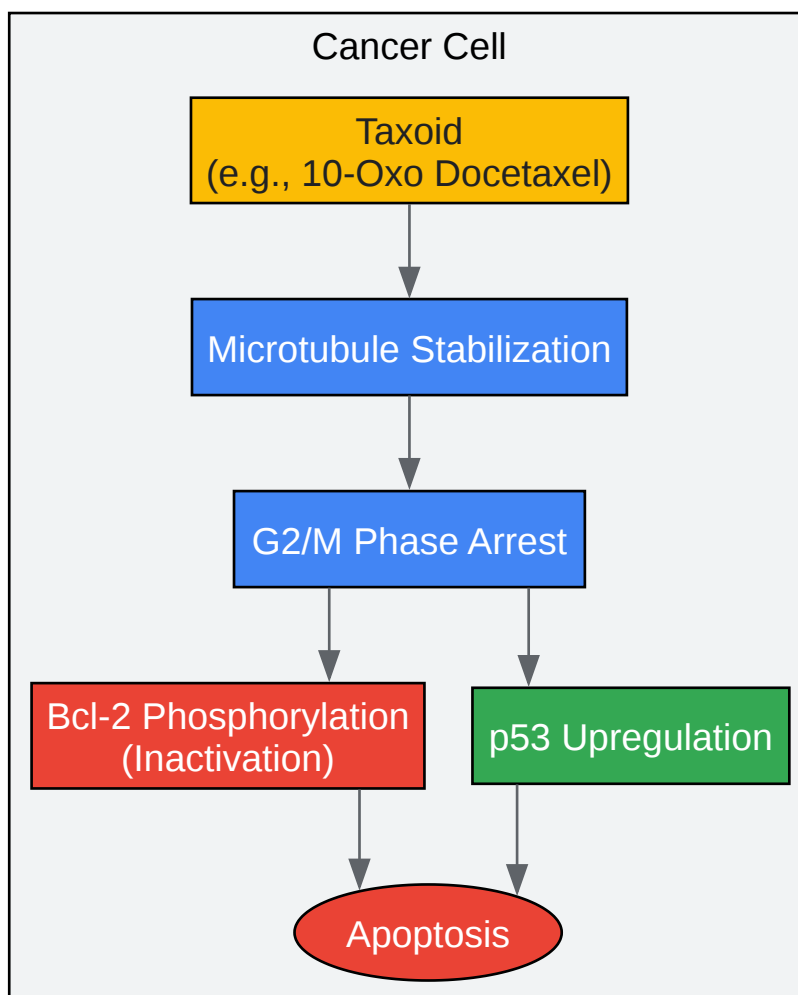 Cancer Cell
Taxoid
(e.g., 10-Oxo Docetaxel)
Microtubule Stabilization
G2/M Phase Arrest
Bcl-2 Phosphorylation
(Inactivation)
p53 Upregulation
Apoptosis